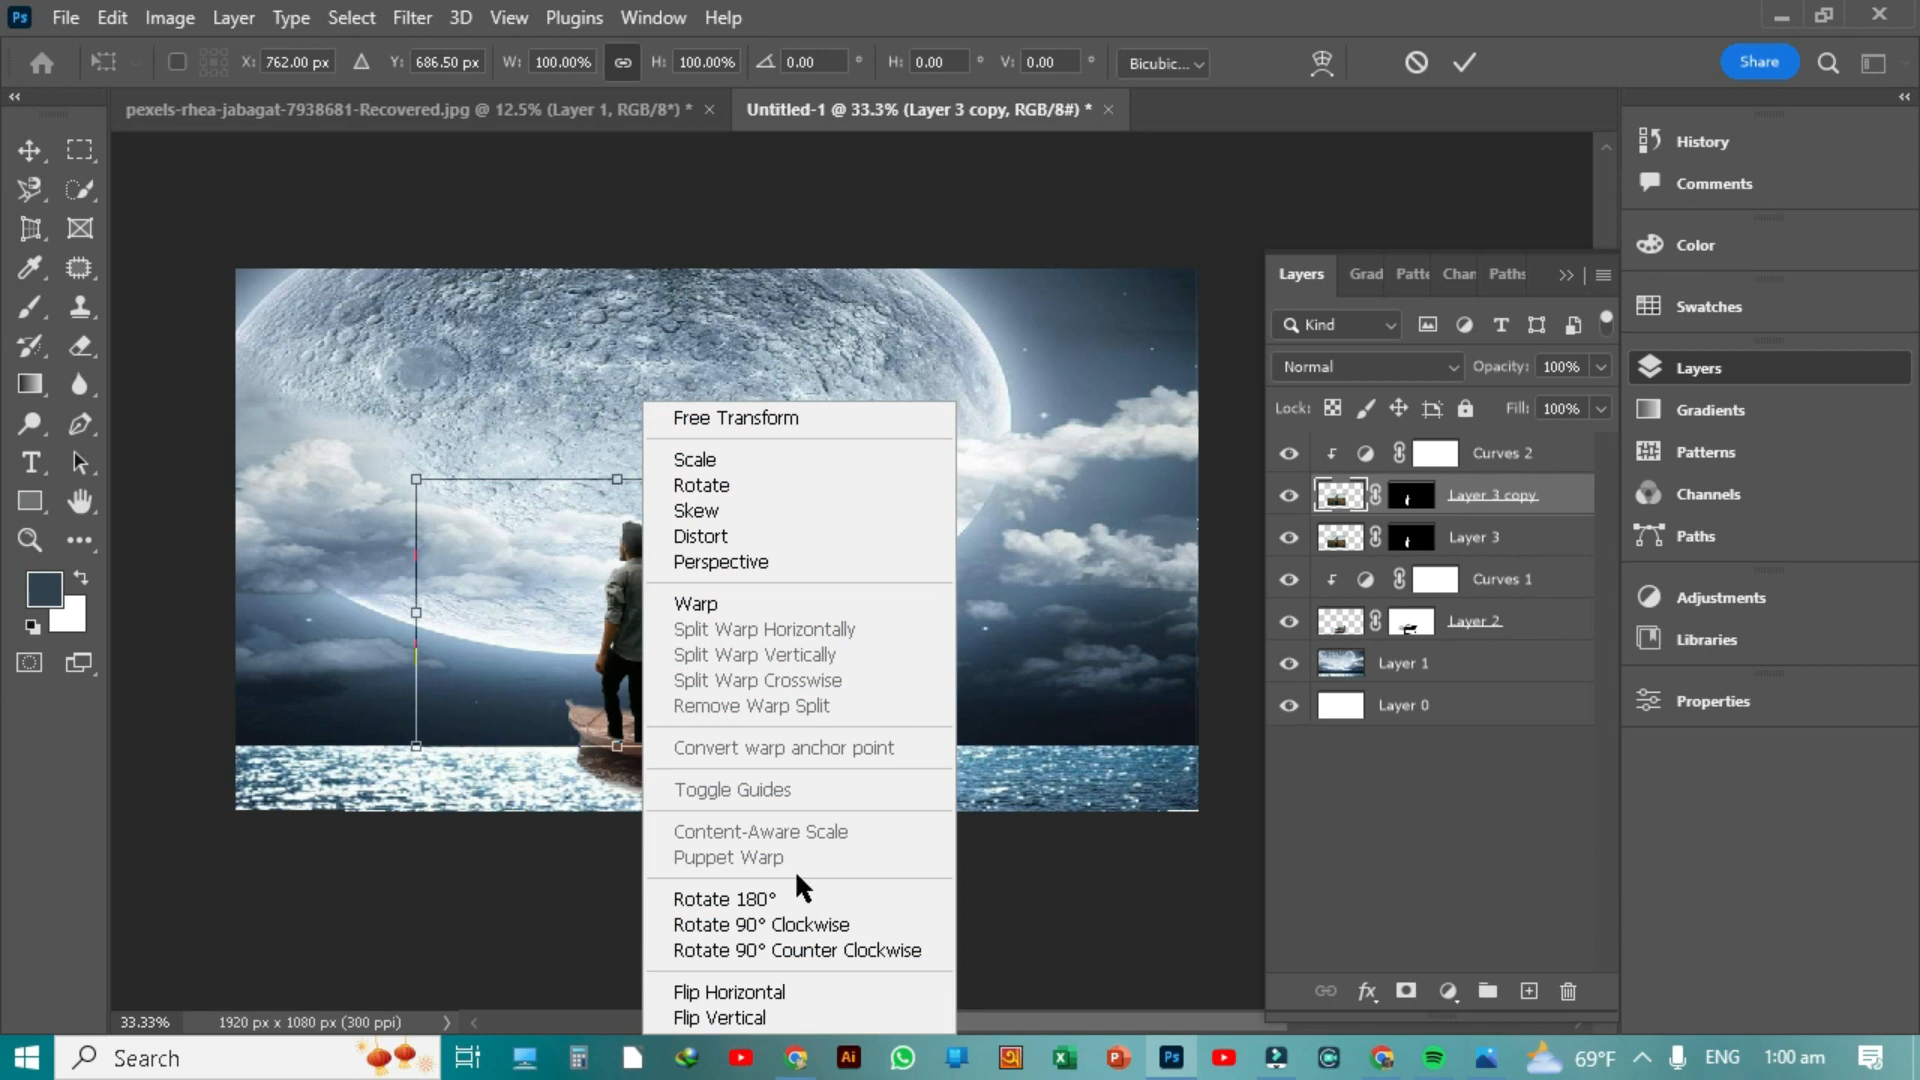 Ps File Edit Image Layer Type Select Filter 3D View Plugins Window Help
X: 762.00 px Y: 686.50 px W: 100.00% H: 100.00% 0.00 ° H: 0.00 ° V: 0.00 ° Bicubic... Share
pexels-rhea-jabagat-7938681-Recovered.jpg @ 12.5% (Layer 1, RGB/8*) * Untitled-1 @ 33.3% (Layer 3 copy, RGB/8#) *
History
Comments
Color
Swatches
Layers
Gradients
Patterns
Channels
Paths
Adjustments
Libraries
Properties
Layers Grad Patte Chan Paths
Kind
Normal Opacity: 100%
Lock: Fill: 100%
Curves 2
Layer 3 copy
Layer 3
Curves 1
Layer 2
Layer 1
Layer 0
fx
Free Transform
Scale
Rotate
Skew
Distort
Perspective
Warp
Split Warp Horizontally
Split Warp Vertically
Split Warp Crosswise
Remove Warp Split
Convert warp anchor point
Toggle Guides
Content-Aware Scale
Puppet Warp
Rotate 180°
Rotate 90° Clockwise
Rotate 90° Counter Clockwise
Flip Horizontal
Flip Vertical
33.33% 1920 px x 1080 px (300 ppi)
Search Ai Ps 69°F ENG 1:00 am